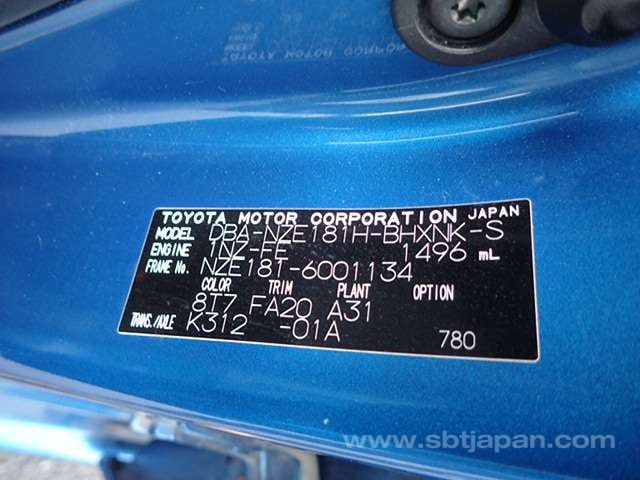 TOYOTA MOTOR CORPORATION JAPAN
MODEL DBA-NZE181H-BHXNK-S
ENGINE 1NZ-FE 1496 mL
FRAME No. NZE181-6001134
COLOR TRIM PLANT OPTION
8T7 FA20 A31
TRANS./AXLE K312 -01A 780
www.sbtjapan.com